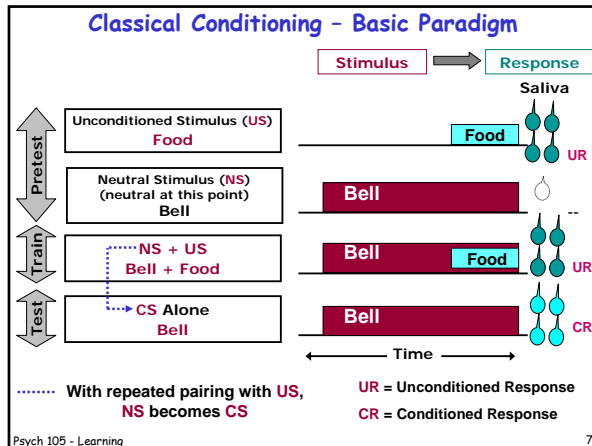 Classical Conditioning – Basic Paradigm
Stimulus
Response
Saliva
Pretest
Unconditioned Stimulus (US)
Food
Food
UR
Neutral Stimulus (NS)
(neutral at this point)
Bell
Bell
--
Train
NS + US
Bell + Food
Bell
Food
UR
Test
CS Alone
Bell
Bell
CR
Time
With repeated pairing with US,
NS becomes CS
UR = Unconditioned Response
CR = Conditioned Response
Psych 105 - Learning
7